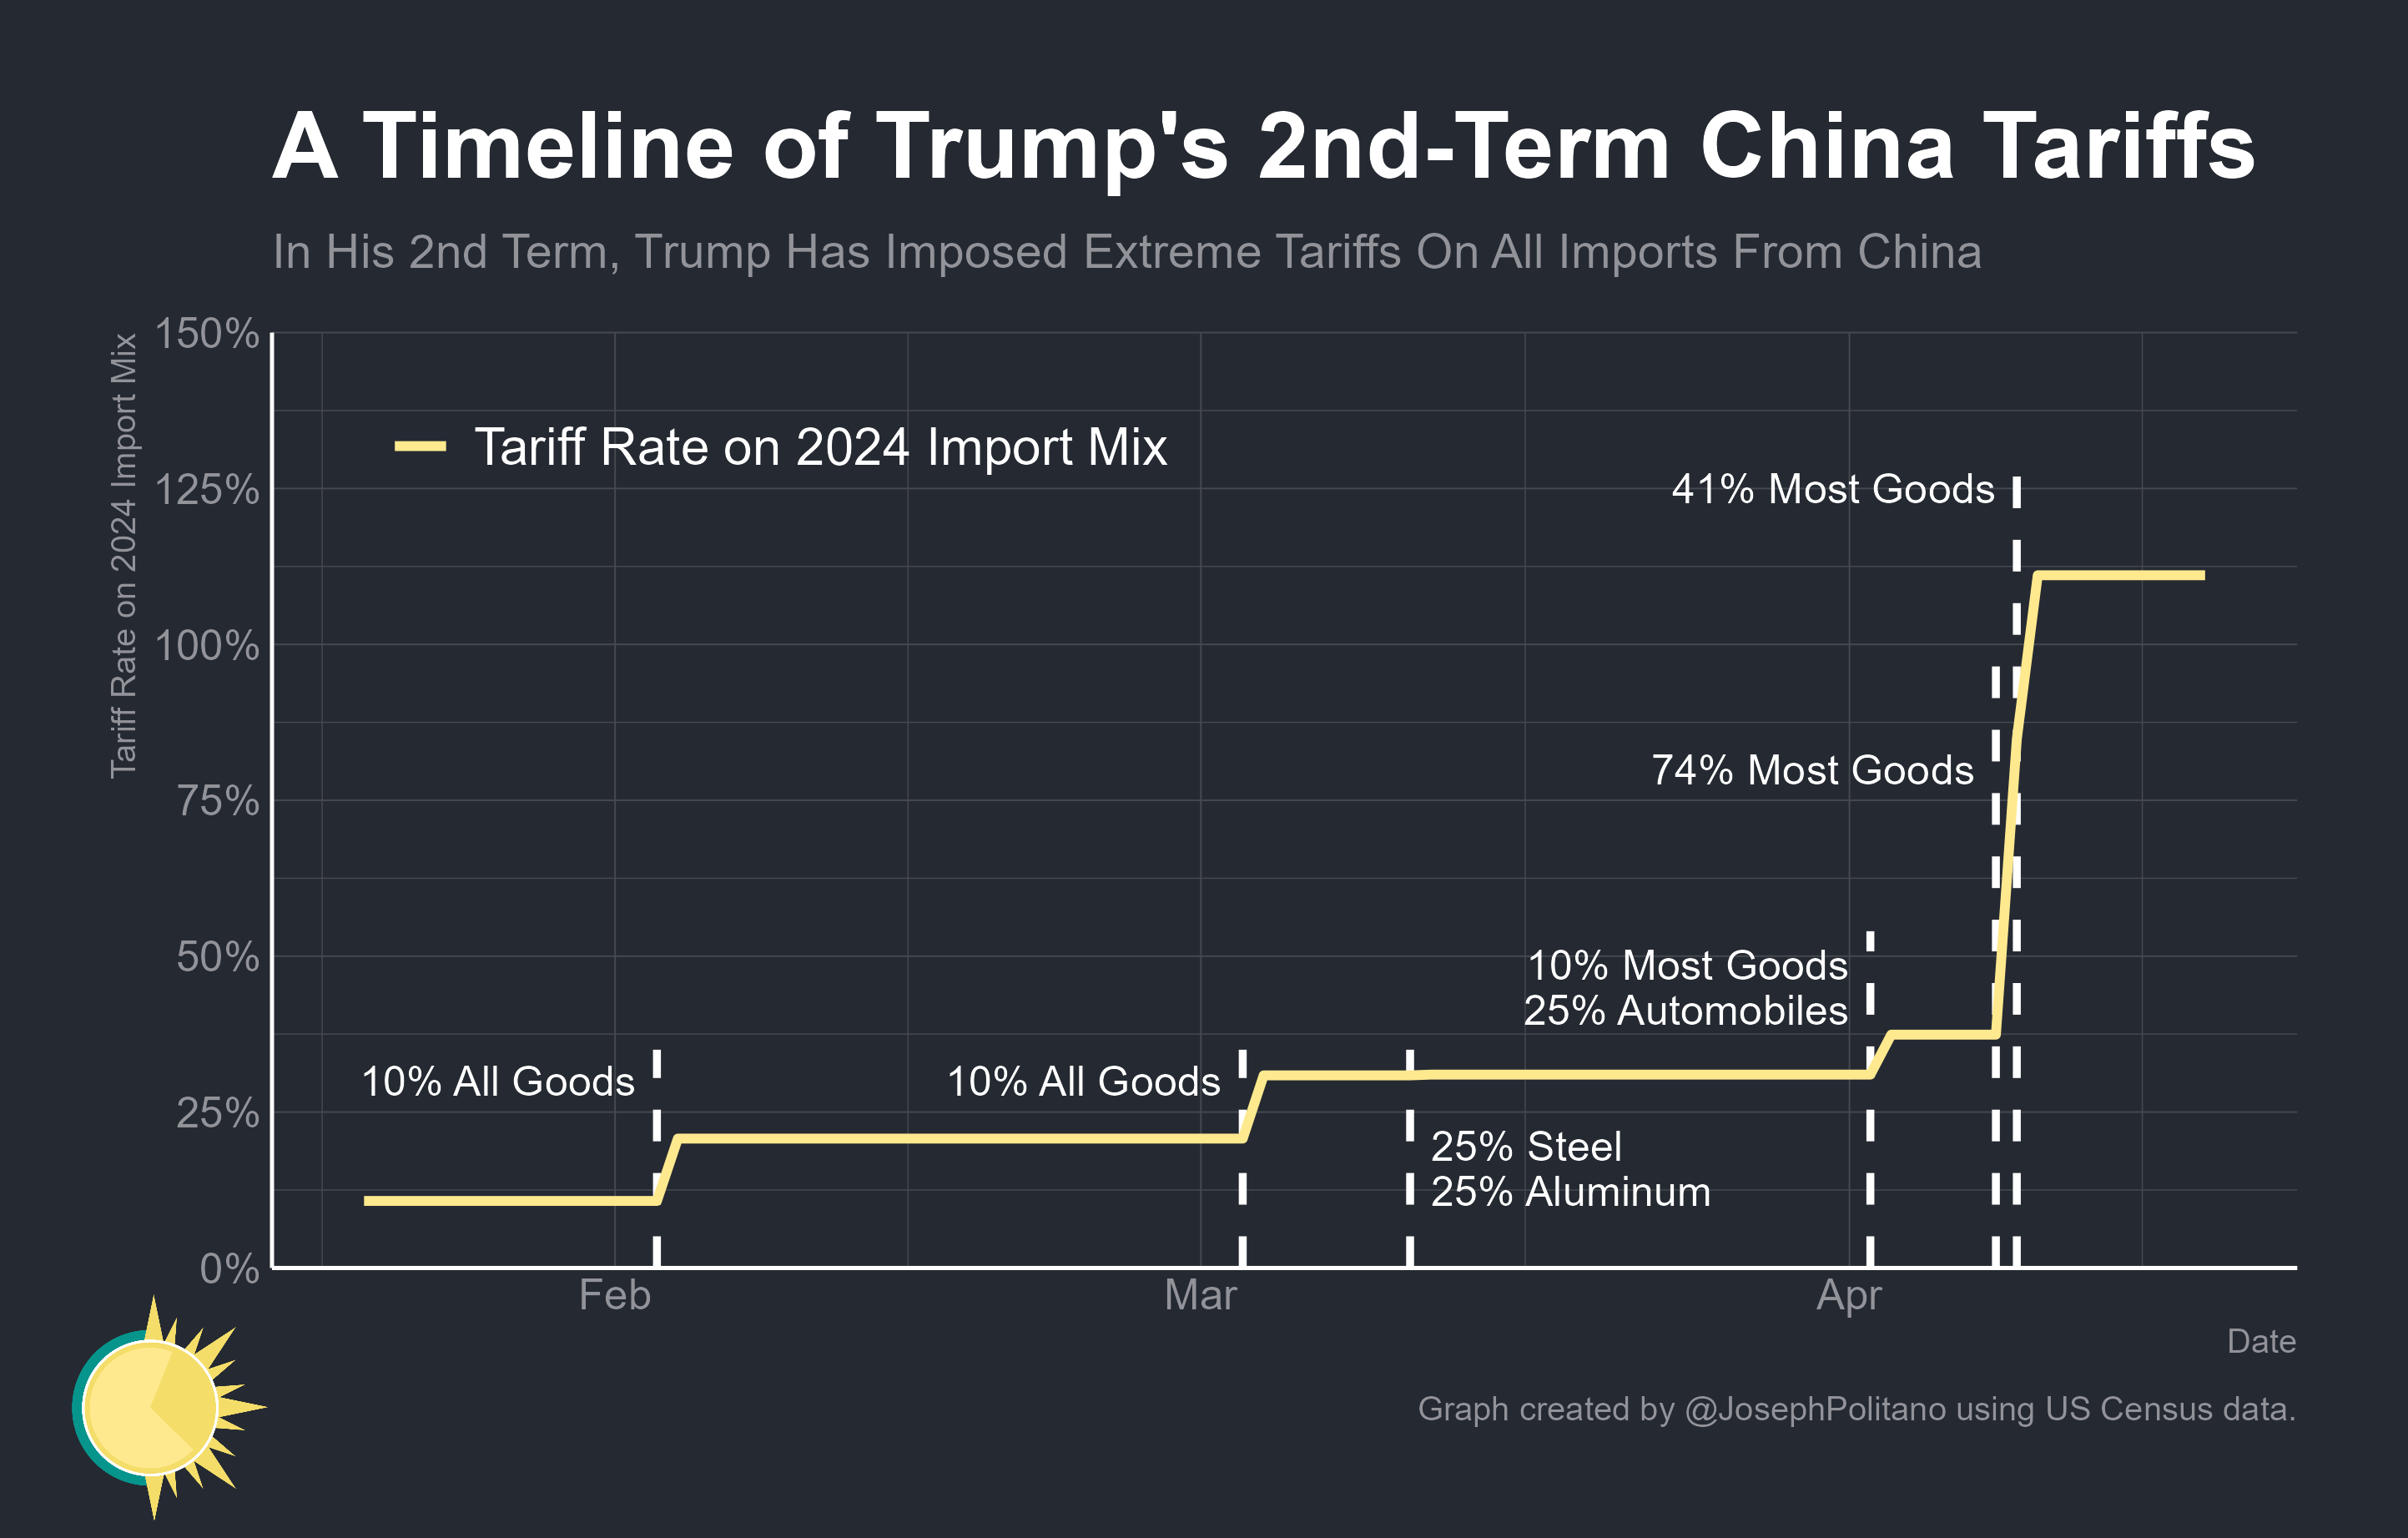 A Timeline of Trump's 2nd-Term China Tariffs
In His 2nd Term, Trump Has Imposed Extreme Tariffs On All Imports From China
Tariff Rate on 2024 Import Mix
150%
125%
100%
75%
50%
25%
0%
Tariff Rate on 2024 Import Mix
41% Most Goods
74% Most Goods
10% Most Goods
25% Automobiles
10% All Goods
10% All Goods
25% Steel
25% Aluminum
Feb
Mar
Apr
Date
Graph created by @JosephPolitano using US Census data.